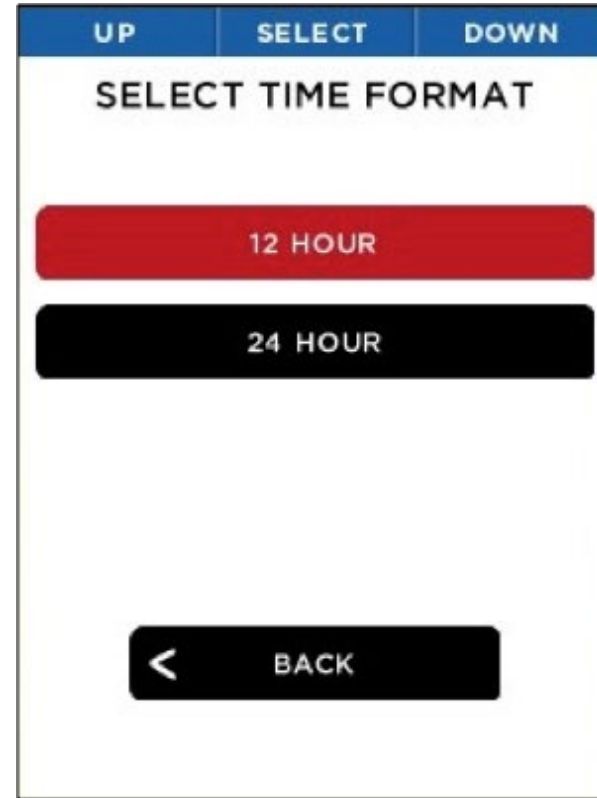 UP SELECT DOWN
SELECT TIME FORMAT
12 HOUR
24 HOUR
< BACK